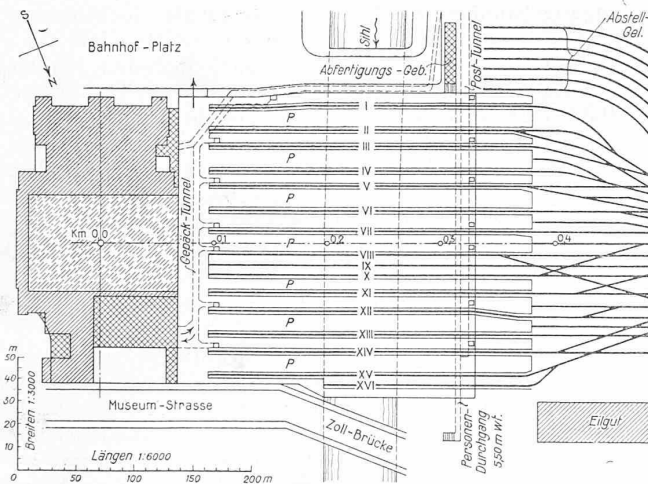 S
N
Bahnhof-Platz
Sihl
Abfertigungs-Geb.
Post-Tunnel
Abstell-
Gel.
Gepäck-Tunnel
I
P
II
III
P
IV
V
P
VI
P
VII
Km 0,0
0,1
P
0,2
0,3
0,4
VIII
IX
X
P
XI
XII
P
XIII
XIV
P
XV
XVI
m
50
40
30
20
10
Breiten 1:3000
Museum-Strasse
Zoll-Brücke
Personen-
Durchgang
5,50 m wt.
Eilgut
Längen 1:6000
0
50
100
150
200 m